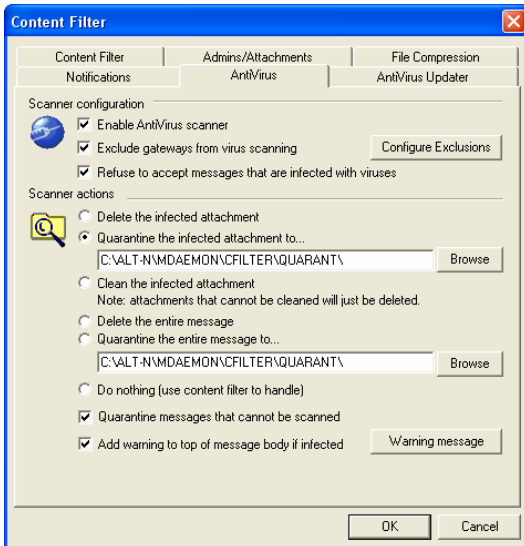 Content Filter
Content Filter
Admins/Attachments
File Compression
Notifications
AntiVirus
AntiVirus Updater
Scanner configuration
Enable AntiVirus scanner
Exclude gateways from virus scanning
Configure Exclusions
Refuse to accept messages that are infected with viruses
Scanner actions
Delete the infected attachment
Quarantine the infected attachment to...
C:\ALT-N\MDAEMON\CFILTER\QUARANT\
Browse
Clean the infected attachment
Note: attachments that cannot be cleaned will just be deleted.
Delete the entire message
Quarantine the entire message to...
C:\ALT-N\MDAEMON\CFILTER\QUARANT\
Browse
Do nothing (use content filter to handle)
Quarantine messages that cannot be scanned
Add warning to top of message body if infected
Warning message
OK
Cancel